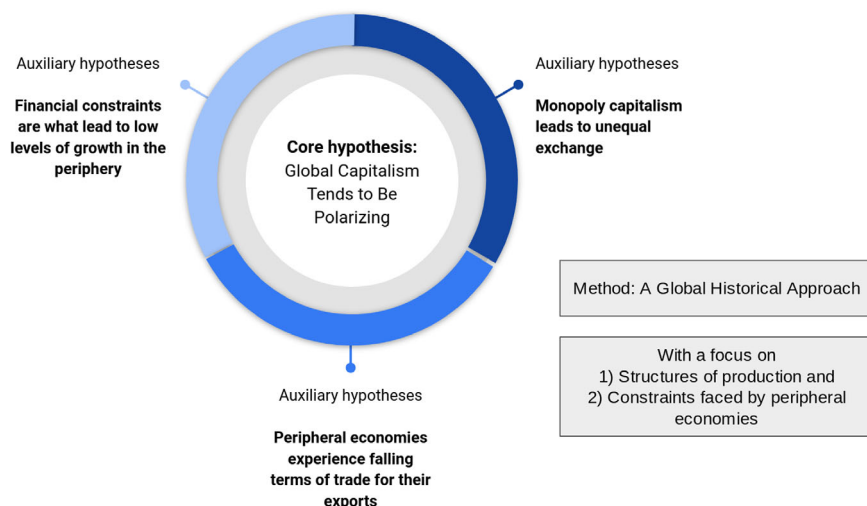 Auxiliary hypotheses
Financial constraints
are what lead to low
levels of growth in the
periphery
Core hypothesis:
Global Capitalism
Tends to Be
Polarizing
Auxiliary hypotheses
Monopoly capitalism
leads to unequal
exchange
Method: A Global Historical Approach
With a focus on
1) Structures of production and
2) Constraints faced by peripheral
economies
Auxiliary hypotheses
Peripheral economies
experience falling
terms of trade for their
exports